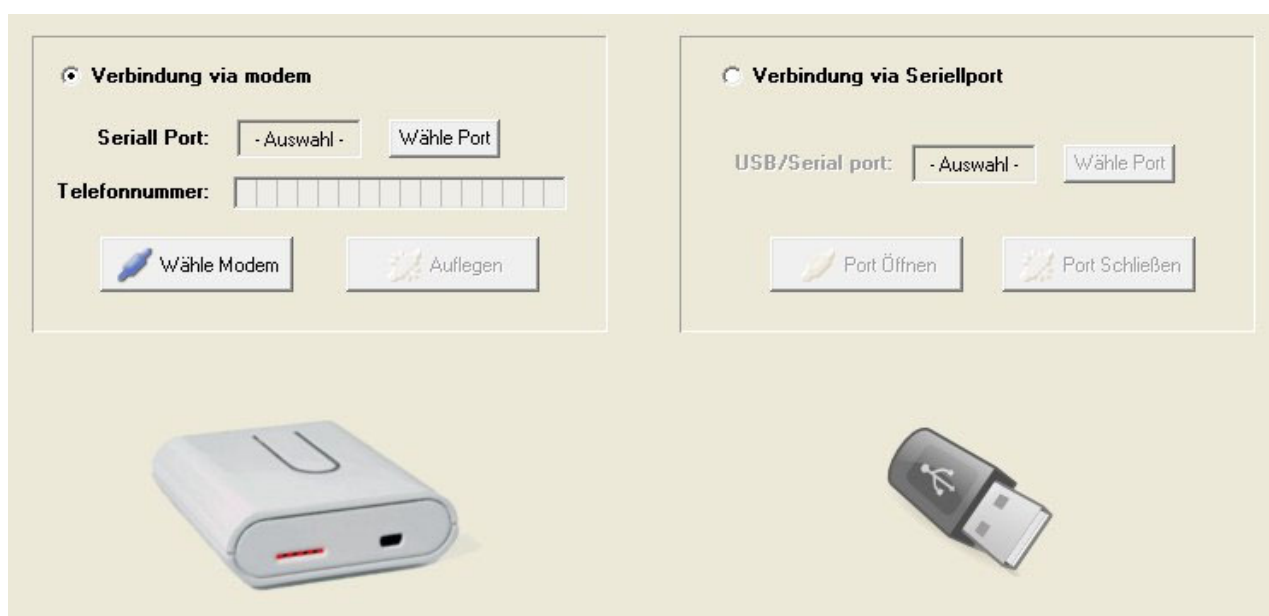 Verbindung via modem
Seriall Port: - Auswahl - Wähle Port
Telefonnummer:
Wähle Modem Auflegen
Verbindung via Seriellport
USB/Serial port: - Auswahl - Wähle Port
Port Öffnen Port Schließen